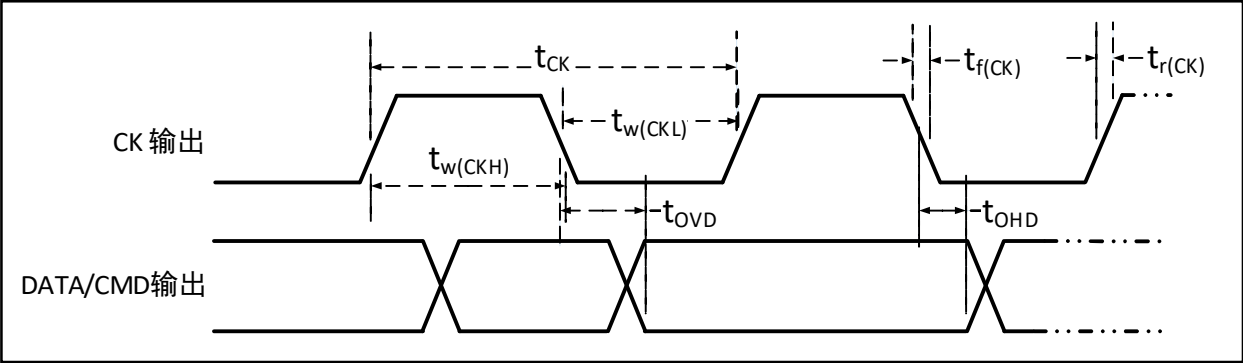 tCK
tf(CK)
tr(CK)
CK 输出
tw(CKL)
tw(CKH)
tOVD
tOHD
DATA/CMD输出